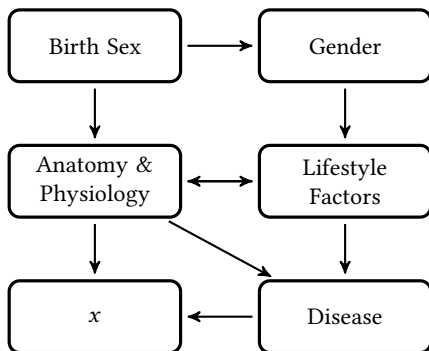 Birth Sex
Gender
Anatomy &
Physiology
Lifestyle
Factors
x
Disease